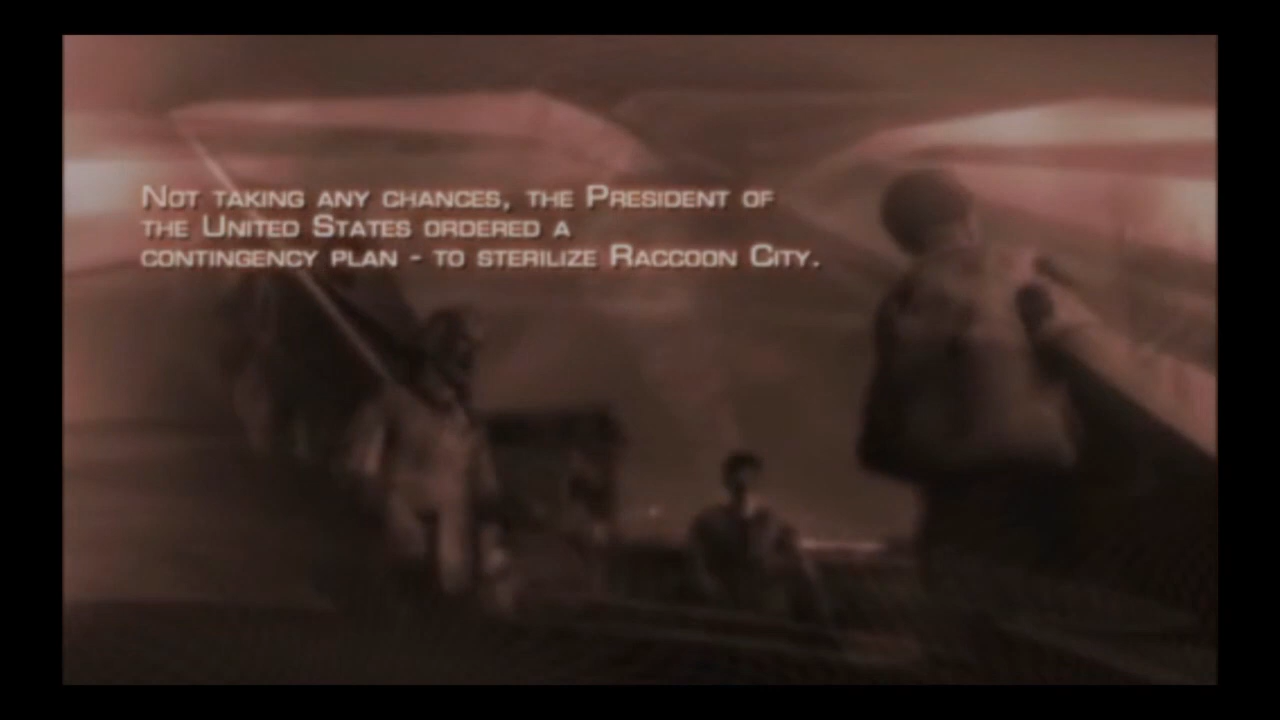 Not taking any chances, the President of
the United States ordered a
contingency plan - to sterilize Raccoon City.